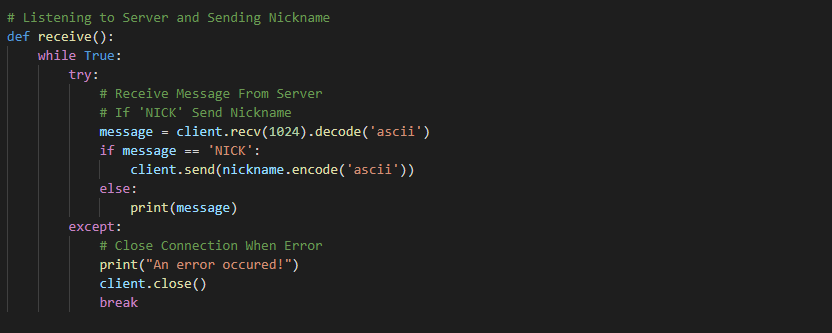 # Listening to Server and Sending Nickname
def receive():
    while True:
        try:
            # Receive Message From Server
            # If 'NICK' Send Nickname
            message = client.recv(1024).decode('ascii')
            if message == 'NICK':
                client.send(nickname.encode('ascii'))
            else:
                print(message)
        except:
            # Close Connection When Error
            print("An error occured!")
            client.close()
            break